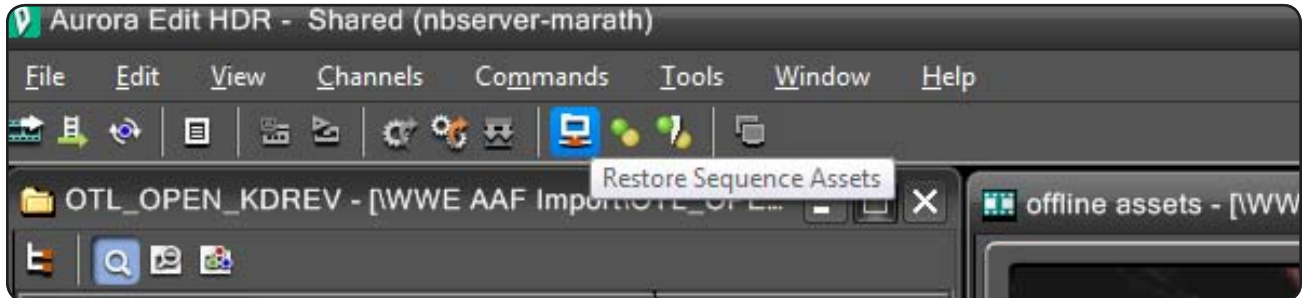 Aurora Edit HDR - Shared (nbserver-marath)
File Edit View Channels Commands Tools Window Help
Restore Sequence Assets
OTL_OPEN_KDREV - [\WWE AAF Import\OTL_OPE...
offline assets - [\WW